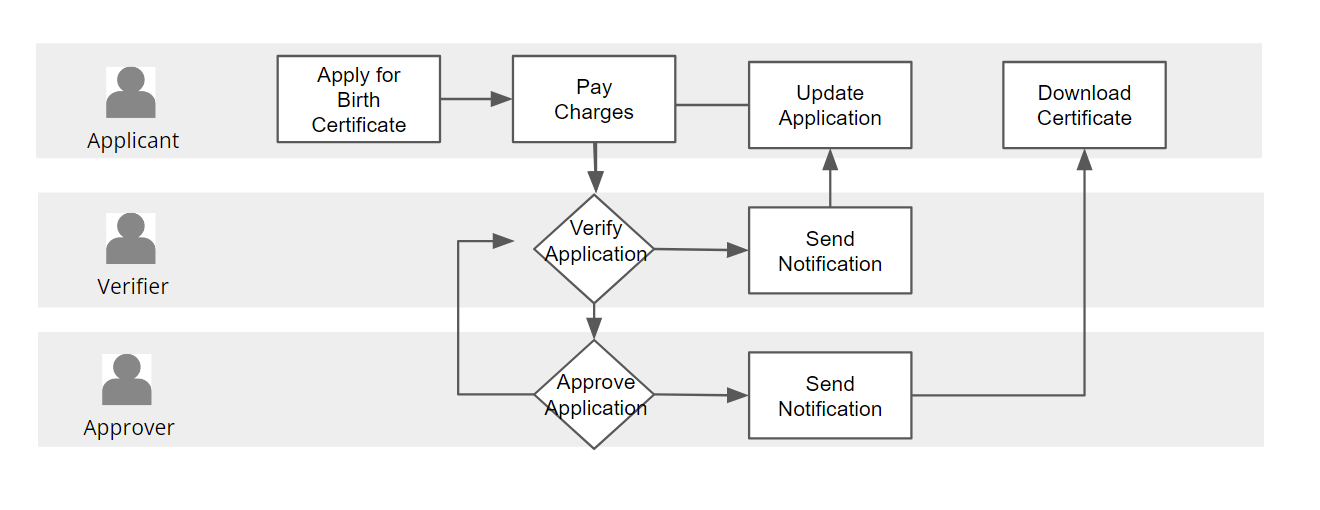 Apply for
Birth
Certificate
Pay
Charges
Update
Application
Download
Certificate
Applicant
Verify
Application
Send
Notification
Verifier
Approve
Application
Send
Notification
Approver